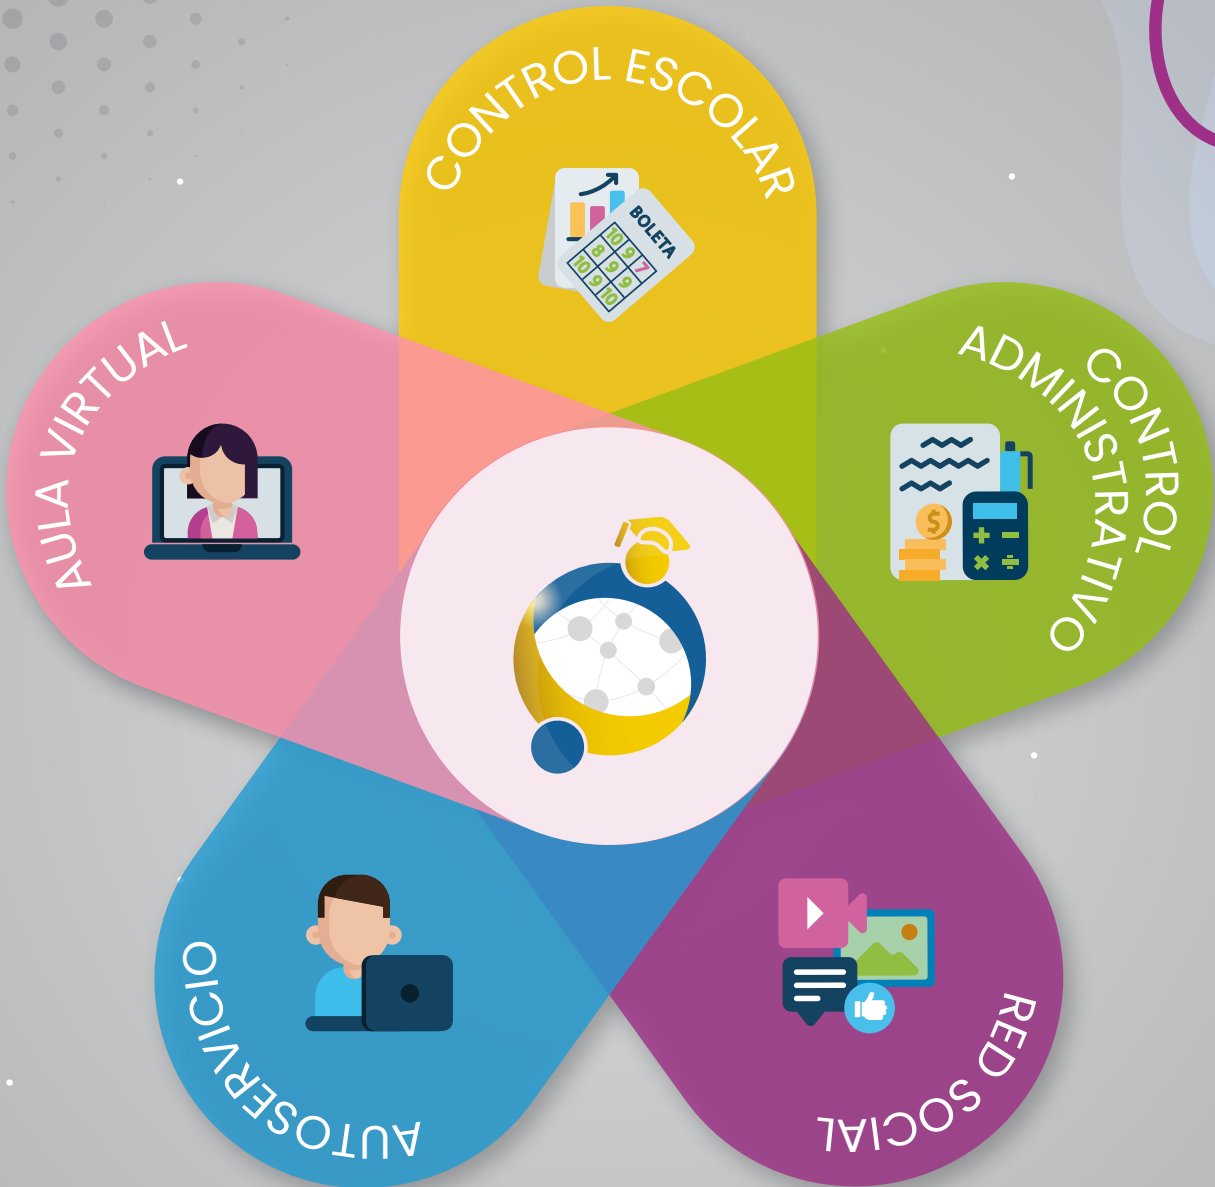 CONTROL ESCOLAR
BOLETA
10 9 7
8 9 9
10 9 10
CONTROL
ADMINISTRATIVO
$
RED SOCIAL
AUTOSERVICIO
AULA VIRTUAL